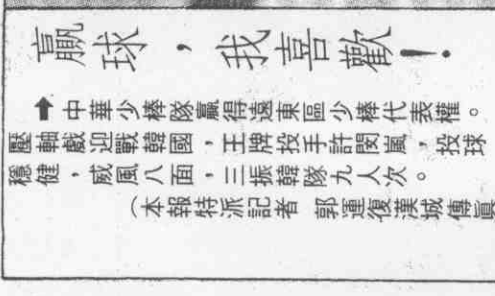 贏球，我喜歡！
➡中華少棒隊贏得遠東區少棒代表權。
壓軸戲迎戰韓國，王牌投手許閔嵐，投球
穩健，威風八面，三振韓隊九人次。
（本報特派記者 郭運復漢城傳眞